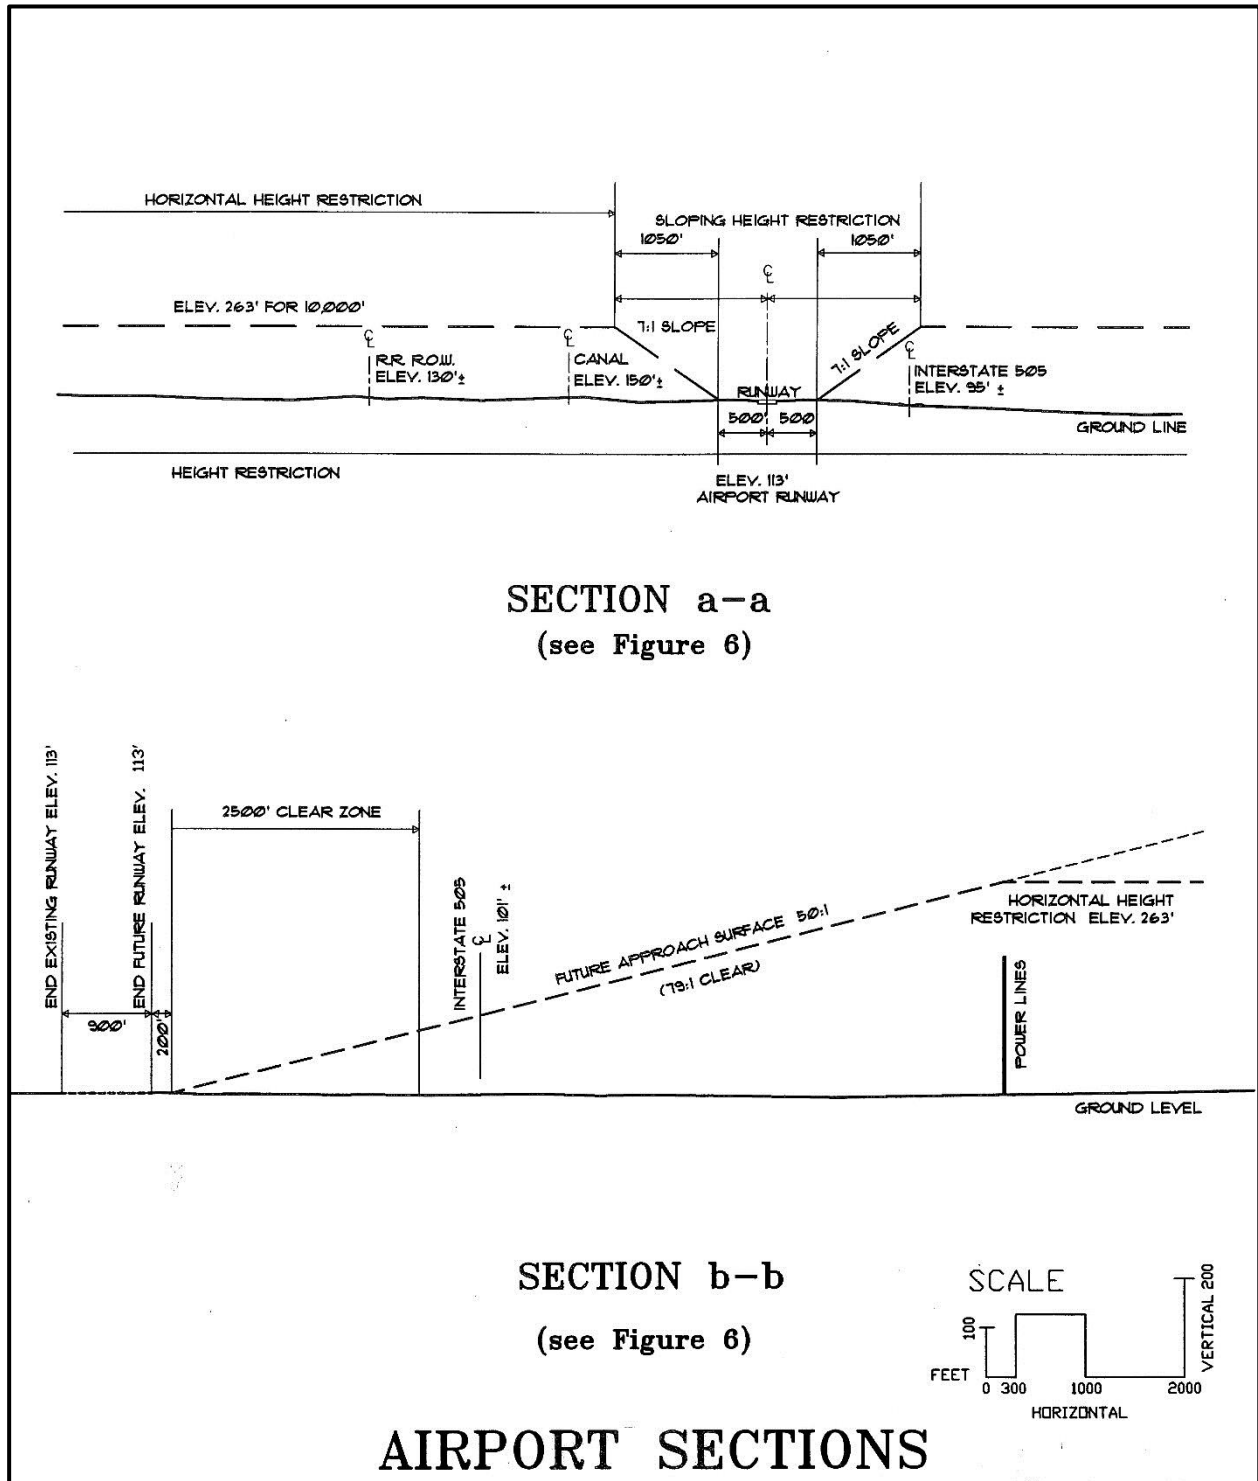 HORIZONTAL HEIGHT RESTRICTION
SLOPING HEIGHT RESTRICTION
1050'
1050'
℄
ELEV. 263' FOR 10,000'
7:1 SLOPE
7:1 SLOPE
℄
R.R. R.O.W.
ELEV. 130'±
℄
CANAL
ELEV. 150'±
℄
INTERSTATE 505
ELEV. 95' ±
RUNWAY
500'
500
GROUND LINE
HEIGHT RESTRICTION
ELEV. 113'
AIRPORT RUNWAY
SECTION a-a
(see Figure 6)
END EXISTING RUNWAY ELEV. 113'
END FUTURE RUNWAY ELEV. 113'
2500' CLEAR ZONE
INTERSTATE 505
℄
ELEV. 101' ±
FUTURE APPROACH SURFACE 50:1
(79:1 CLEAR)
HORIZONTAL HEIGHT
RESTRICTION ELEV. 263'
POWER LINES
900'
200'
GROUND LEVEL
SECTION b-b
(see Figure 6)
SCALE
100
VERTICAL 200
FEET
0 300 1000 2000
HORIZONTAL
AIRPORT SECTIONS